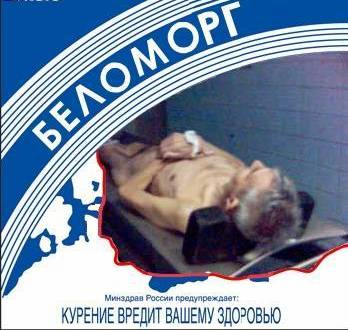 БЕЛОМОРГ
Минздрав России предупреждает:
КУРЕНИЕ ВРЕДИТ ВАШЕМУ ЗДОРОВЬЮ